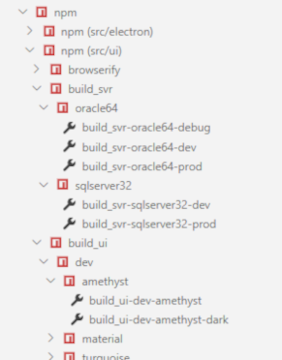 npm
npm (src/electron)
npm (src/ui)
browserify
build_svr
oracle64
build_svr-oracle64-debug
build_svr-oracle64-dev
build_svr-oracle64-prod
sqlserver32
build_svr-sqlserver32-dev
build_svr-sqlserver32-prod
build_ui
dev
amethyst
build_ui-dev-amethyst
build_ui-dev-amethyst-dark
material
turquoise